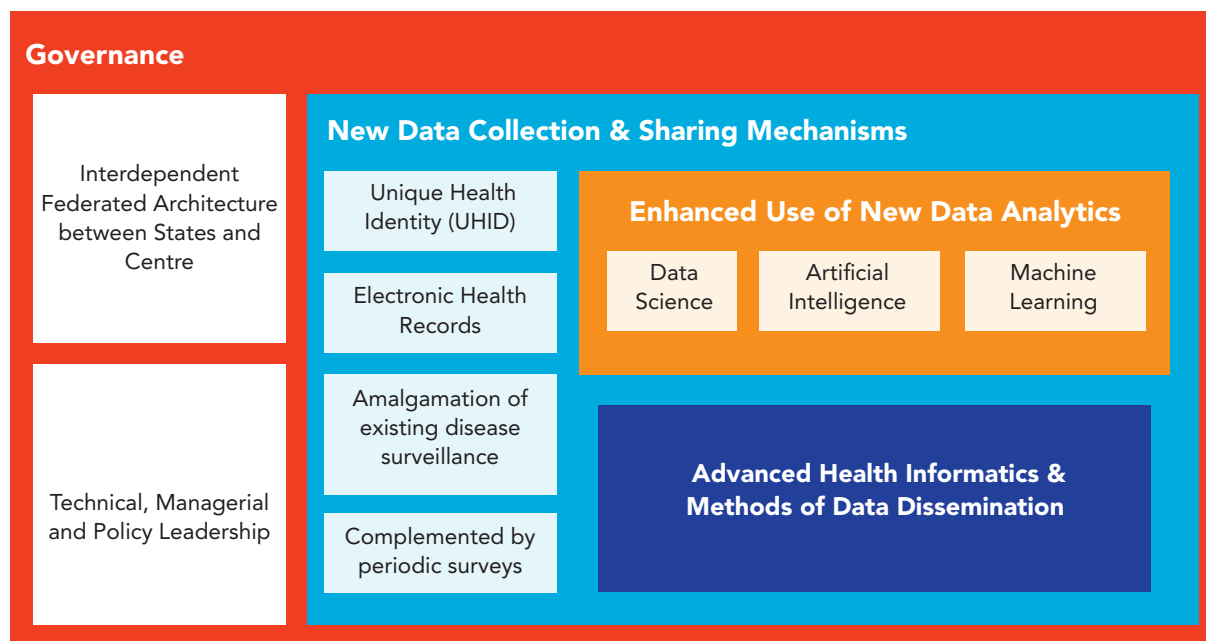 Governance
Interdependent
Federated Architecture
between States and
Centre
Technical, Managerial
and Policy Leadership
New Data Collection & Sharing Mechanisms
Unique Health
Identity (UHID)
Electronic Health
Records
Amalgamation of
existing disease
surveillance
Complemented by
periodic surveys
Enhanced Use of New Data Analytics
Data
Science
Artificial
Intelligence
Machine
Learning
Advanced Health Informatics &
Methods of Data Dissemination